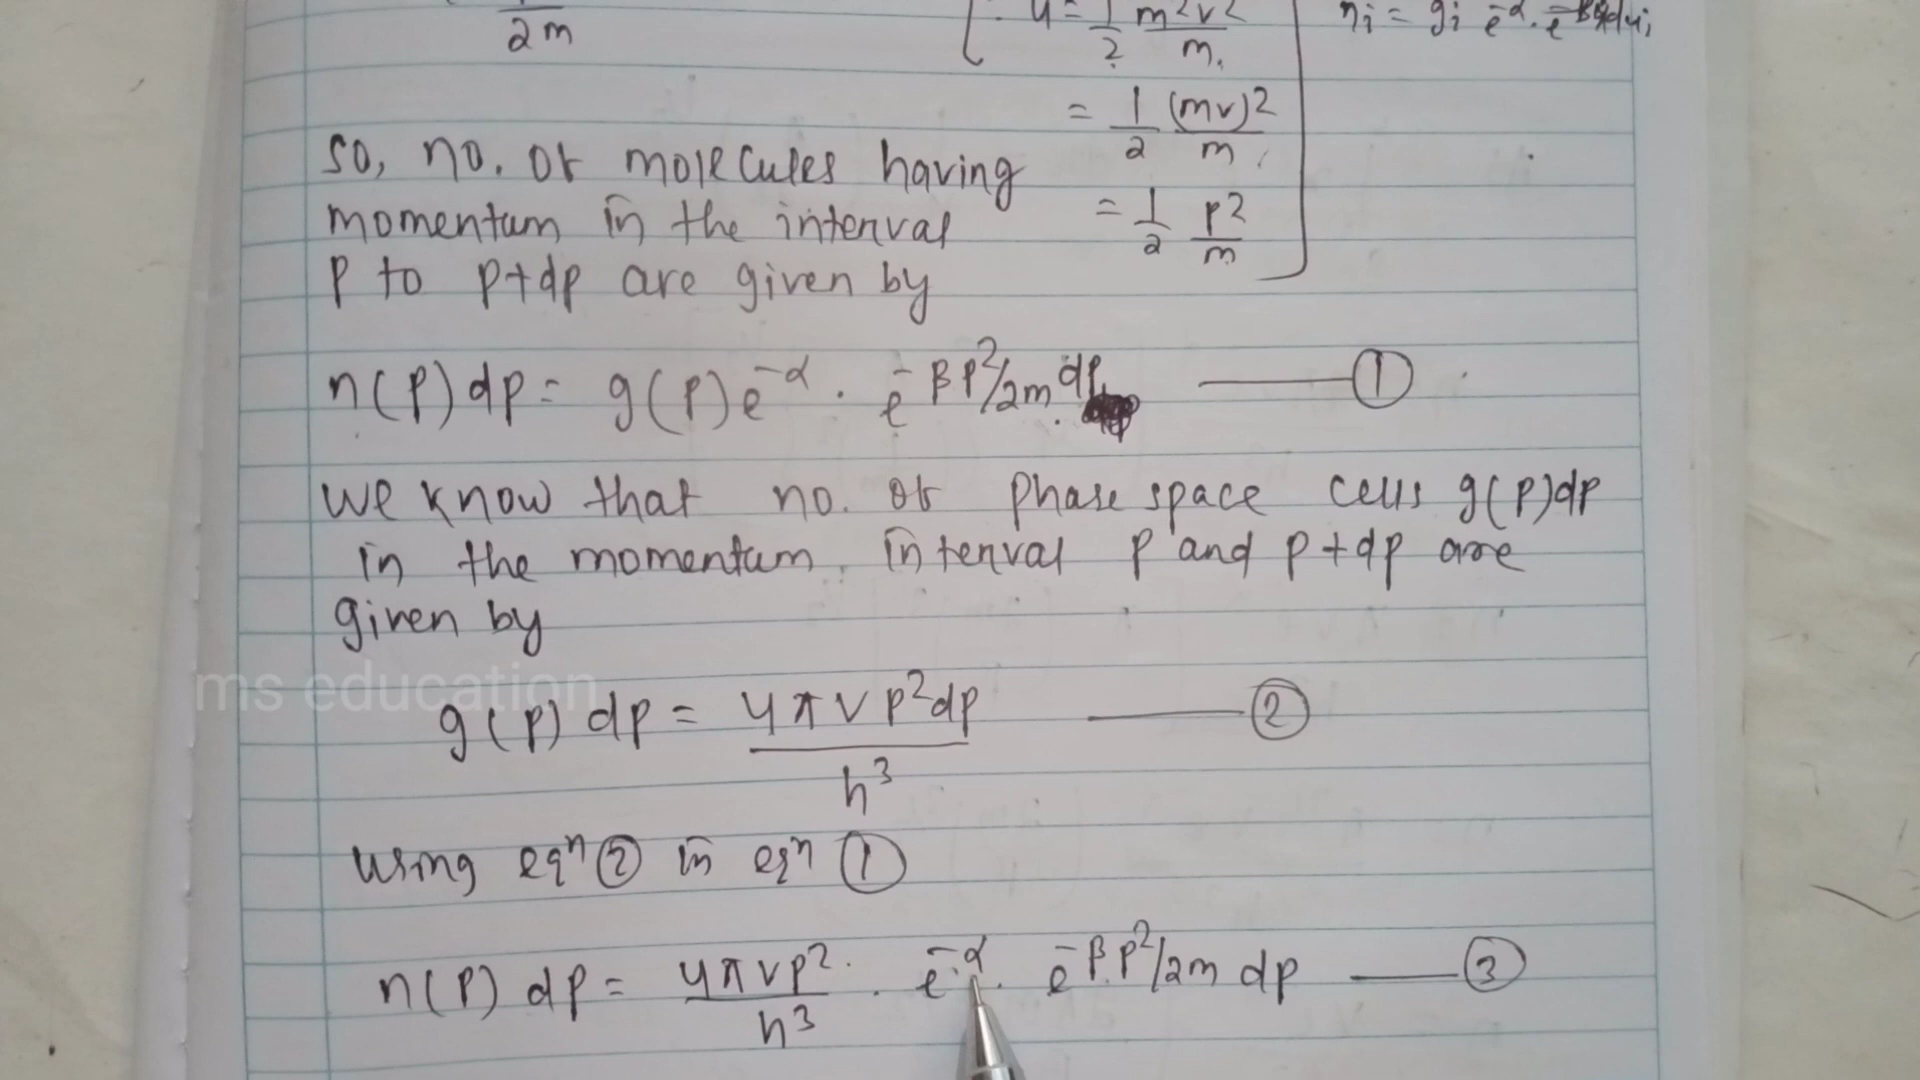 2m
u = 1/2 m²v²/m
= 1/2 (mv)²/m
= 1/2 p²/m
nᵢ = gᵢ e^-α .
so, no. of molecules having
momentum in the interval
p to p+dp are given by
n(p) dp = g(p) e^-α . e^-βp²/2m dp ——— ①
we know that no. of phase space cells g(p)dp
in the momentum interval p and p+dp are
given by
ms education
g(p) dp = 4πvp²dp/h³ ——— ②
using eqⁿ ② in eqⁿ ①
n(p) dp = 4πvp²/h³ . e^-α . e^-βp²/2m dp ——— ③